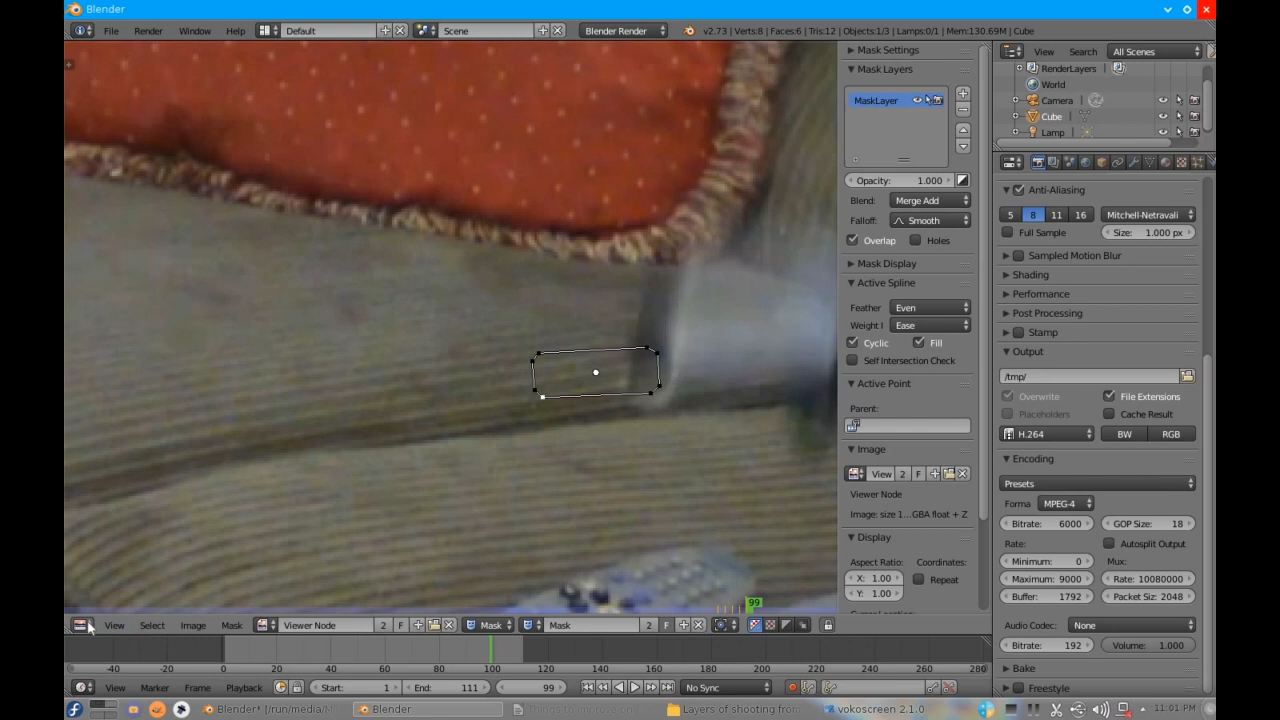 Blender
File Render Window Help Default Scene Blender Render v2.73 | Verts:8 | Faces:6 | Tris:12 | Objects:1/3 | Lamps:0/1 | Mem:130.69M | Cube
Mask Settings
View Search All Scenes
Mask Layers
RenderLayers
World
MaskLayer
Camera
Cube
Lamp
Opacity: 1.000
Anti-Aliasing
Blend: Merge Add
5 8 11 16 Mitchell-Netravali
Falloff: Smooth
Full Sample Size: 1.000 px
Overlap Holes
Sampled Motion Blur
Mask Display
Shading
Active Spline
Performance
Feather Even
Post Processing
Weight I Ease
Stamp
Cyclic Fill
Output
Self Intersection Check
/tmp/
Active Point
Overwrite File Extensions
Parent:
Placeholders Cache Result
H.264 BW RGB
Image
Encoding
View 2 F
Presets
Viewer Node
Forma MPEG-4
Image: size 1...GBA float + Z
Bitrate: 6000 GOP Size: 18
Display
Rate: Autosplit Output
Aspect Ratio: Coordinates:
Minimum: 0 Mux:
X: 1.00 Repeat
Maximum: 9000 Rate: 10080000
Y: 1.00
Buffer: 1792 Packet Siz: 2048
99
View Select Image Mask Viewer Node 2 F Mask Mask 2 F
Audio Codec: None
Bitrate: 192 Volume: 1.000
-40 -20 0 20 40 60 80 100 120 140 160 180 200 220 240 260 280
Bake
View Marker Frame Playback Start: 1 End: 111 99 No Sync
Freestyle
Blender* [/run/media/M Blender Things to improve on Layers of shooting from vokoscreen 2.1.0 11:01 PM